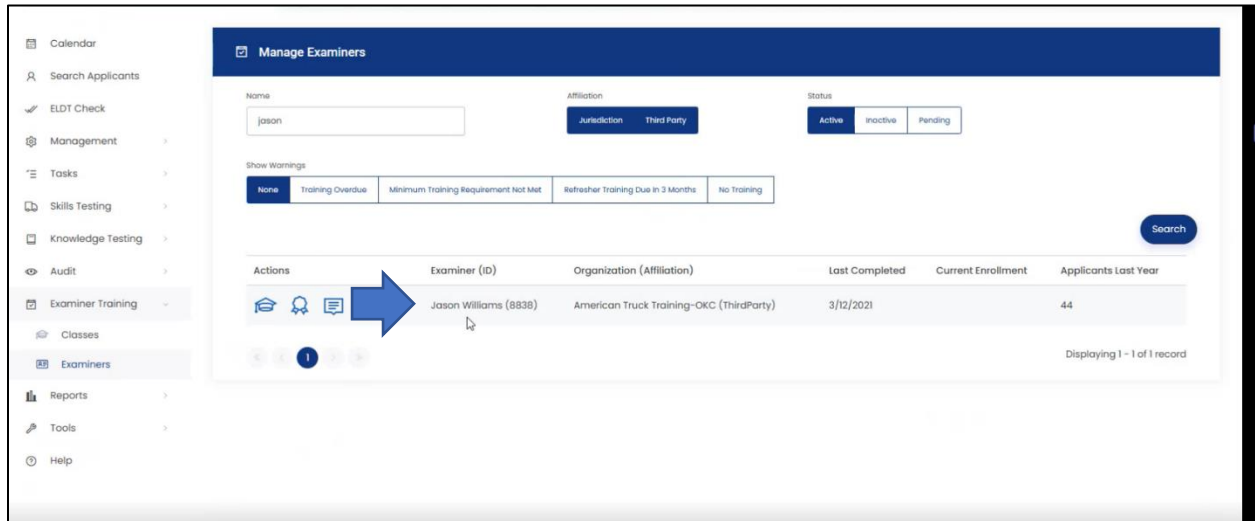 Calendar
Search Applicants
ELDT Check
Management
Tasks
Skills Testing
Knowledge Testing
Audit
Examiner Training
Classes
Examiners
Reports
Tools
Help
Manage Examiners
Name Affiliation Status
jason Jurisdiction Third Party Active Inactive Pending
Show Warnings
None Training Overdue Minimum Training Requirement Not Met Refresher Training Due in 3 Months No Training
Search
Actions Examiner (ID) Organization (Affiliation) Last Completed Current Enrollment Applicants Last Year
Jason Williams (8838) American Truck Training-OKC (ThirdParty) 3/12/2021 44
1 Displaying 1 - 1 of 1 record